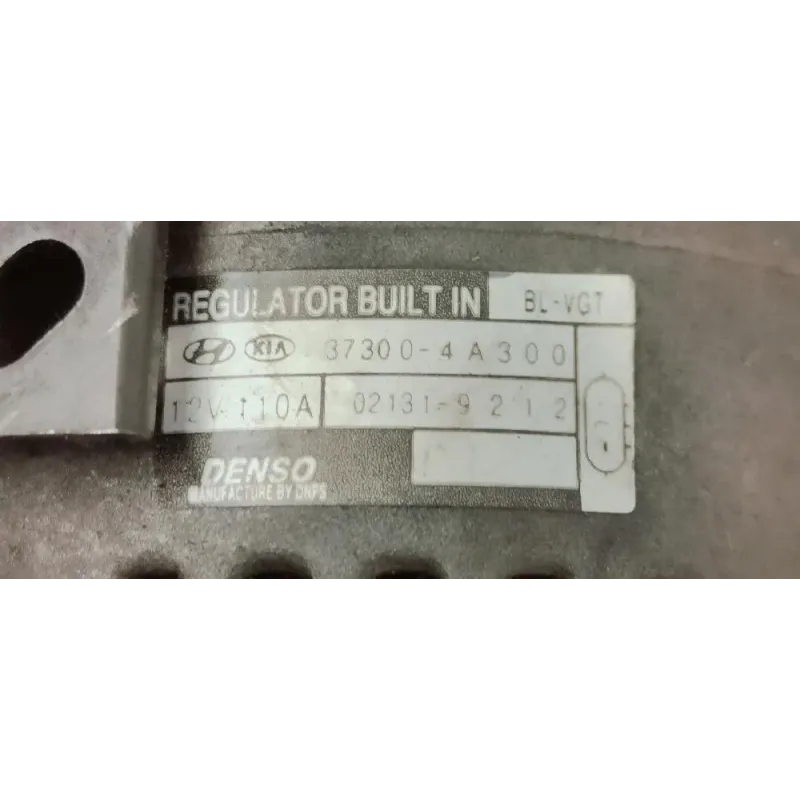 REGULATOR BUILT IN BL-VGT
KIA 37300-4A300
12V 110A 02131-9212
DENSO
MANUFACTURE BY DNPS